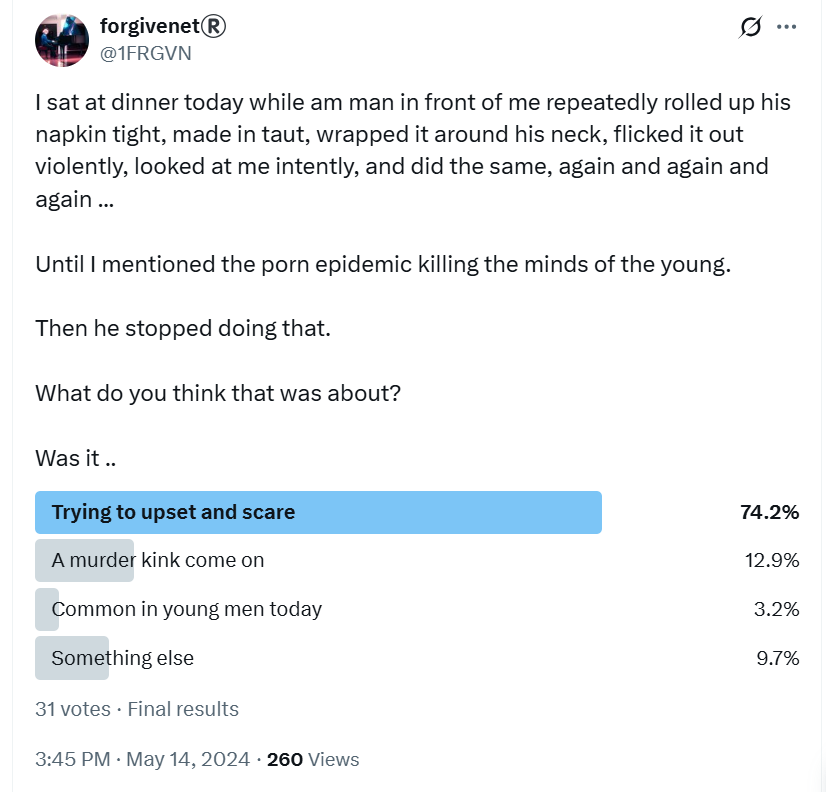 forgivenet®
@1FRGVN
I sat at dinner today while am man in front of me repeatedly rolled up his
napkin tight, made in taut, wrapped it around his neck, flicked it out
violently, looked at me intently, and did the same, again and again and
again ...
Until I mentioned the porn epidemic killing the minds of the young.
Then he stopped doing that.
What do you think that was about?
Was it ..
Trying to upset and scare 74.2%
A murder kink come on 12.9%
Common in young men today 3.2%
Something else 9.7%
31 votes · Final results
3:45 PM · May 14, 2024 · 260 Views